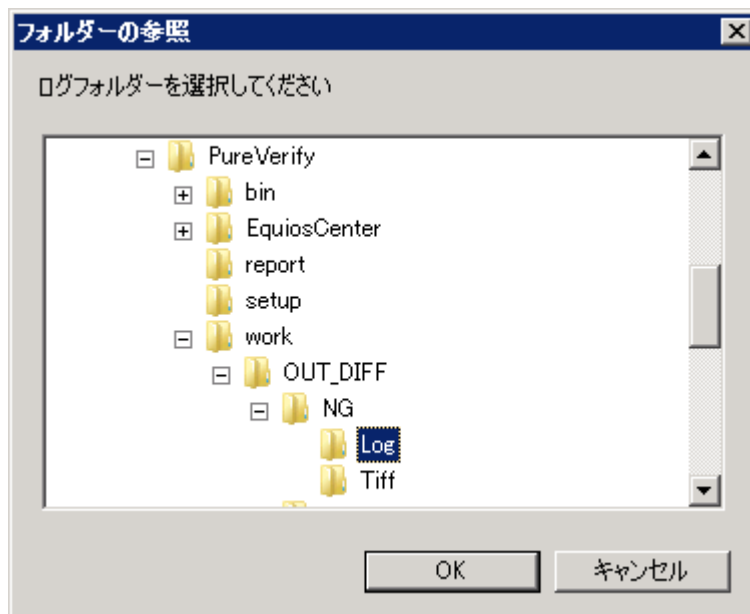 フォルダーの参照
ログフォルダーを選択してください
PureVerify
bin
EquiosCenter
report
setup
work
OUT_DIFF
NG
Log
Tiff
OK
キャンセル